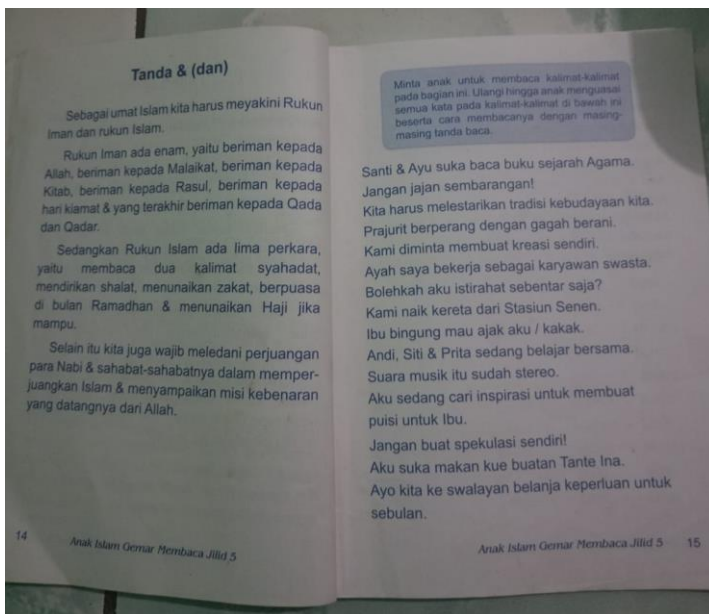 Tanda & (dan)
Sebagai umat Islam kita harus meyakini Rukun
Iman dan rukun Islam.
Rukun Iman ada enam, yaitu beriman kepada
Allah, beriman kepada Malaikat, beriman kepada
Kitab, beriman kepada Rasul, beriman kepada
hari kiamat & yang terakhir beriman kepada Qada
dan Qadar.
Sedangkan Rukun Islam ada lima perkara,
yaitu membaca dua kalimat syahadat,
mendirikan shalat, menunaikan zakat, berpuasa
di bulan Ramadhan & menunaikan Haji jika
mampu.
Selain itu kita juga wajib meledani perjuangan
para Nabi & sahabat-sahabatnya dalam memper-
juangkan Islam & menyampaikan misi kebenaran
yang datangnya dari Allah.
14
Anak Islam Gemar Membaca Jilid 5
Minta anak untuk membaca kalimat-kalimat
pada bagian ini. Ulangi hingga anak menguasai
semua kata pada kalimat-kalimat di bawah ini
beserta cara membacanya dengan masing-
masing tanda baca.
Santi & Ayu suka baca buku sejarah Agama.
Jangan jajan sembarangan!
Kita harus melestarikan tradisi kebudayaan kita.
Prajurit berperang dengan gagah berani.
Kami diminta membuat kreasi sendiri.
Ayah saya bekerja sebagai karyawan swasta.
Bolehkah aku istirahat sebentar saja?
Kami naik kereta dari Stasiun Senen.
Ibu bingung mau ajak aku / kakak.
Andi, Siti & Prita sedang belajar bersama.
Suara musik itu sudah stereo.
Aku sedang cari inspirasi untuk membuat
puisi untuk Ibu.
Jangan buat spekulasi sendiri!
Aku suka makan kue buatan Tante Ina.
Ayo kita ke swalayan belanja keperluan untuk
sebulan.
Anak Islam Gemar Membaca Jilid 5
15